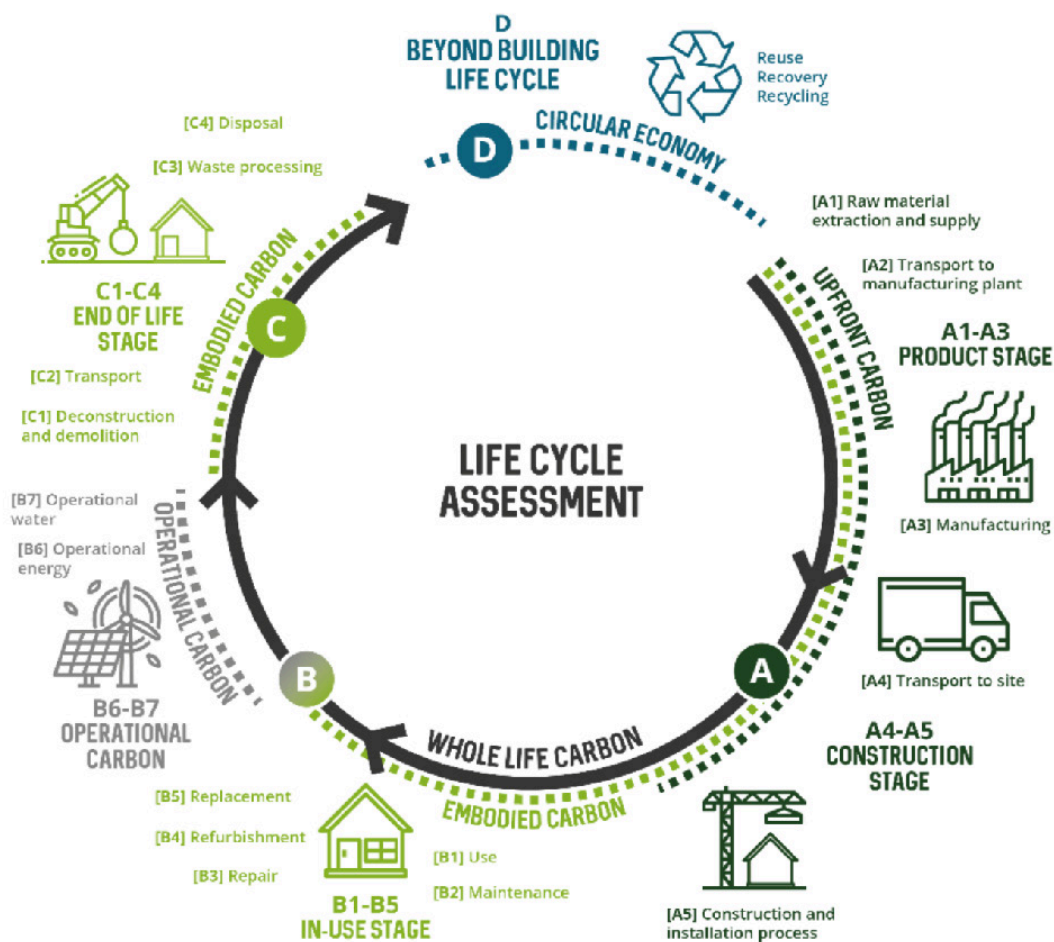 D
BEYOND BUILDING
LIFE CYCLE
Reuse
Recovery
Recycling
CIRCULAR ECONOMY
D
[A1] Raw material
extraction and supply
[A2] Transport to
manufacturing plant
UPFRONT CARBON
A1-A3
PRODUCT STAGE
[A3] Manufacturing
[A4] Transport to site
A4-A5
CONSTRUCTION
STAGE
A
[A5] Construction and
installation process
LIFE CYCLE
ASSESSMENT
WHOLE LIFE CARBON
EMBODIED CARBON
[B1] Use
[B2] Maintenance
B1-B5
IN-USE STAGE
[B3] Repair
[B4] Refurbishment
[B5] Replacement
B
OPERATIONAL CARBON
B6-B7
OPERATIONAL
CARBON
[B6] Operational
energy
[B7] Operational
water
[C1] Deconstruction
and demolition
[C2] Transport
C1-C4
END OF LIFE
STAGE
EMBODIED CARBON
C
[C3] Waste processing
[C4] Disposal